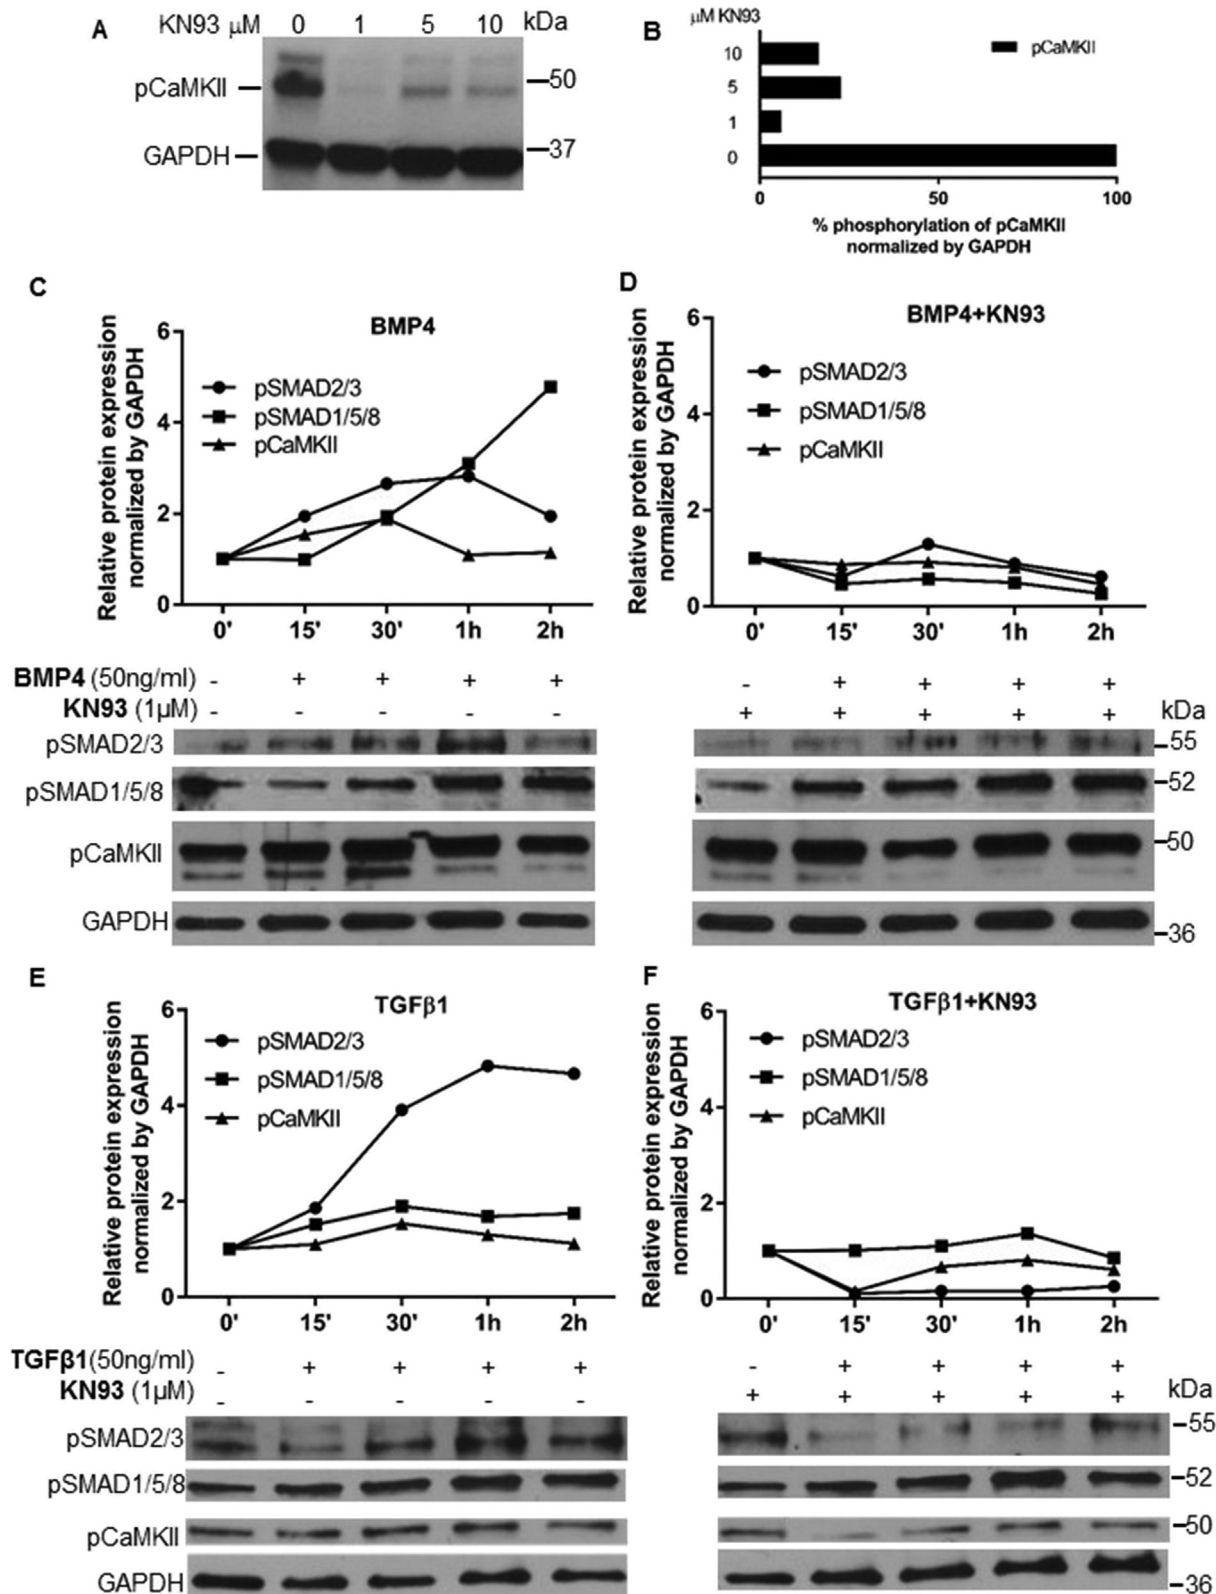 A
KN93 μM 0 1 5 10 kDa
pCaMKII
50
GAPDH
37
B
μM KN93
10
5
1
0
pCaMKII
0 50 100
% phosphorylation of pCaMKII
normalized by GAPDH
C
BMP4
Relative protein expression
normalized by GAPDH
6
4
2
0
pSMAD2/3
pSMAD1/5/8
pCaMKII
0' 15' 30' 1h 2h
D
BMP4+KN93
Relative protein expression
normalized by GAPDH
6
4
2
0
pSMAD2/3
pSMAD1/5/8
pCaMKII
0' 15' 30' 1h 2h
BMP4 (50ng/ml) - + + + + - + + + +
KN93 (1μM) - - - - - + + + + + kDa
pSMAD2/3 55
pSMAD1/5/8 52
pCaMKII 50
GAPDH 36
E
TGFβ1
Relative protein expression
normalized by GAPDH
6
4
2
0
pSMAD2/3
pSMAD1/5/8
pCaMKII
0' 15' 30' 1h 2h
F
TGFβ1+KN93
Relative protein expression
normalized by GAPDH
6
4
2
0
pSMAD2/3
pSMAD1/5/8
pCaMKII
0' 15' 30' 1h 2h
TGFβ1(50ng/ml) - + + + + - + + + +
KN93 (1μM) - - - - - + + + + + kDa
pSMAD2/3 55
pSMAD1/5/8 52
pCaMKII 50
GAPDH 36